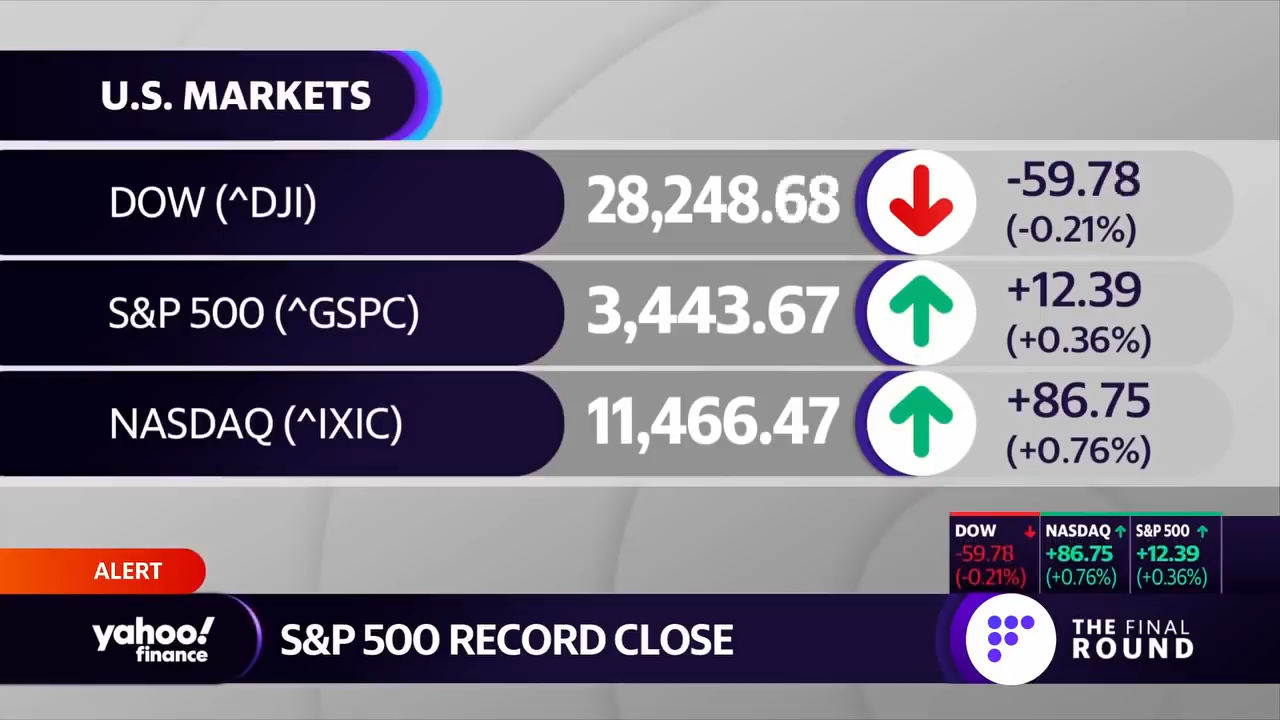 U.S. MARKETS
DOW (^DJI) 28,248.68 -59.78
(-0.21%)
S&P 500 (^GSPC) 3,443.67 +12.39
(+0.36%)
NASDAQ (^IXIC) 11,466.47 +86.75
(+0.76%)
DOW NASDAQ S&P 500
-59.78 +86.75 +12.39
(-0.21%) (+0.76%) (+0.36%)
ALERT
yahoo!
finance
S&P 500 RECORD CLOSE
THE FINAL
ROUND